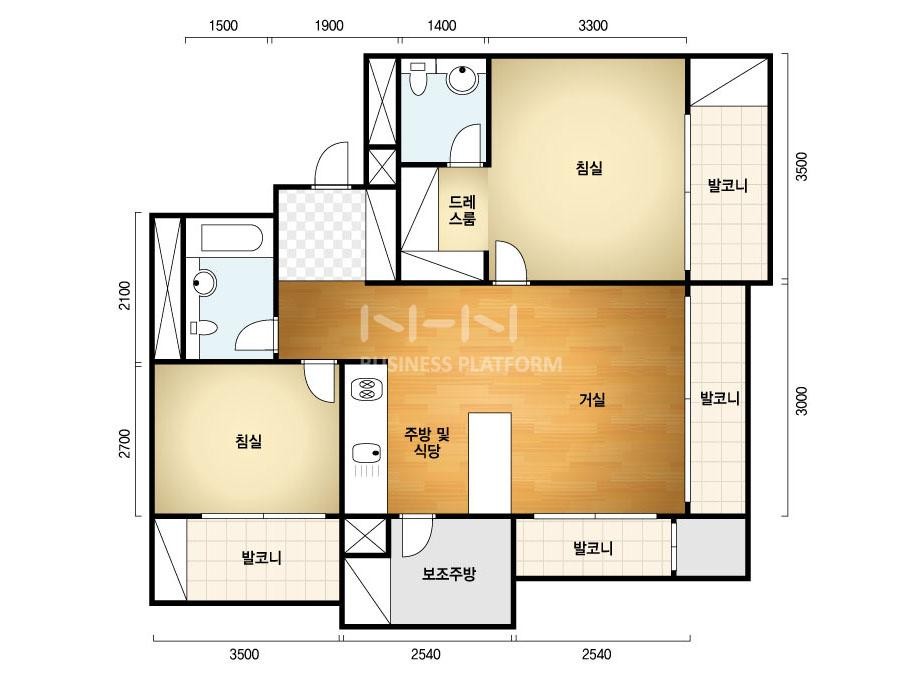 1500
1900
1400
3300
침실
발코니
3500
드레
스룸
2100
NHN
BUSINESS PLATFORM
거실
발코니
3000
주방 및
식당
침실
2700
발코니
보조주방
발코니
3500
2540
2540